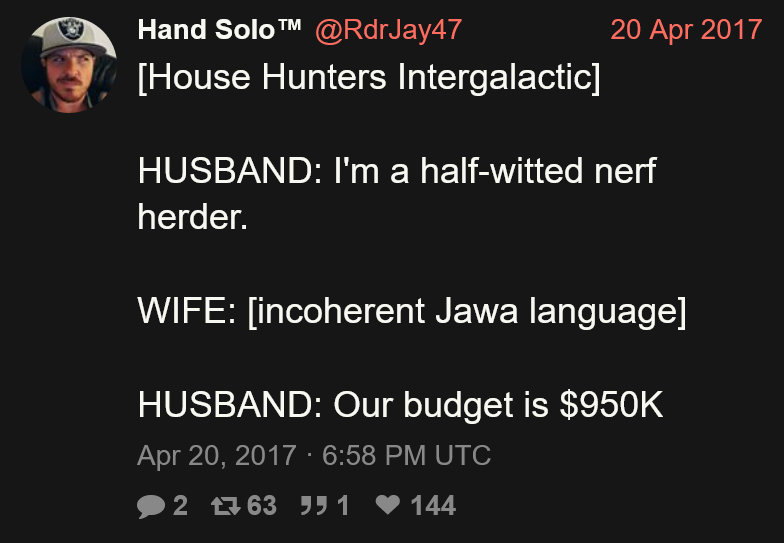 Hand Solo™ @RdrJay47 20 Apr 2017
[House Hunters Intergalactic]
HUSBAND: I'm a half-witted nerf
herder.
WIFE: [incoherent Jawa language]
HUSBAND: Our budget is $950K
Apr 20, 2017 · 6:58 PM UTC
2 63 1 144